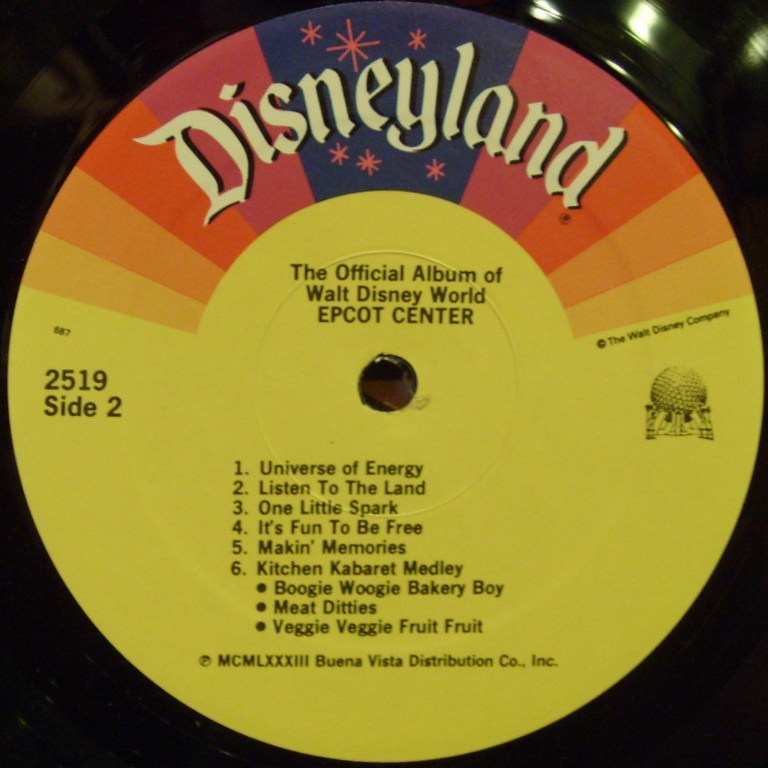 Disneyland
®
The Official Album of
Walt Disney World
EPCOT CENTER
687
© The Walt Disney Company
2519
Side 2
1. Universe of Energy
2. Listen To The Land
3. One Little Spark
4. It's Fun To Be Free
5. Makin' Memories
6. Kitchen Kabaret Medley
• Boogie Woogie Bakery Boy
• Meat Ditties
• Veggie Veggie Fruit Fruit
℗ MCMLXXXIII Buena Vista Distribution Co., Inc.